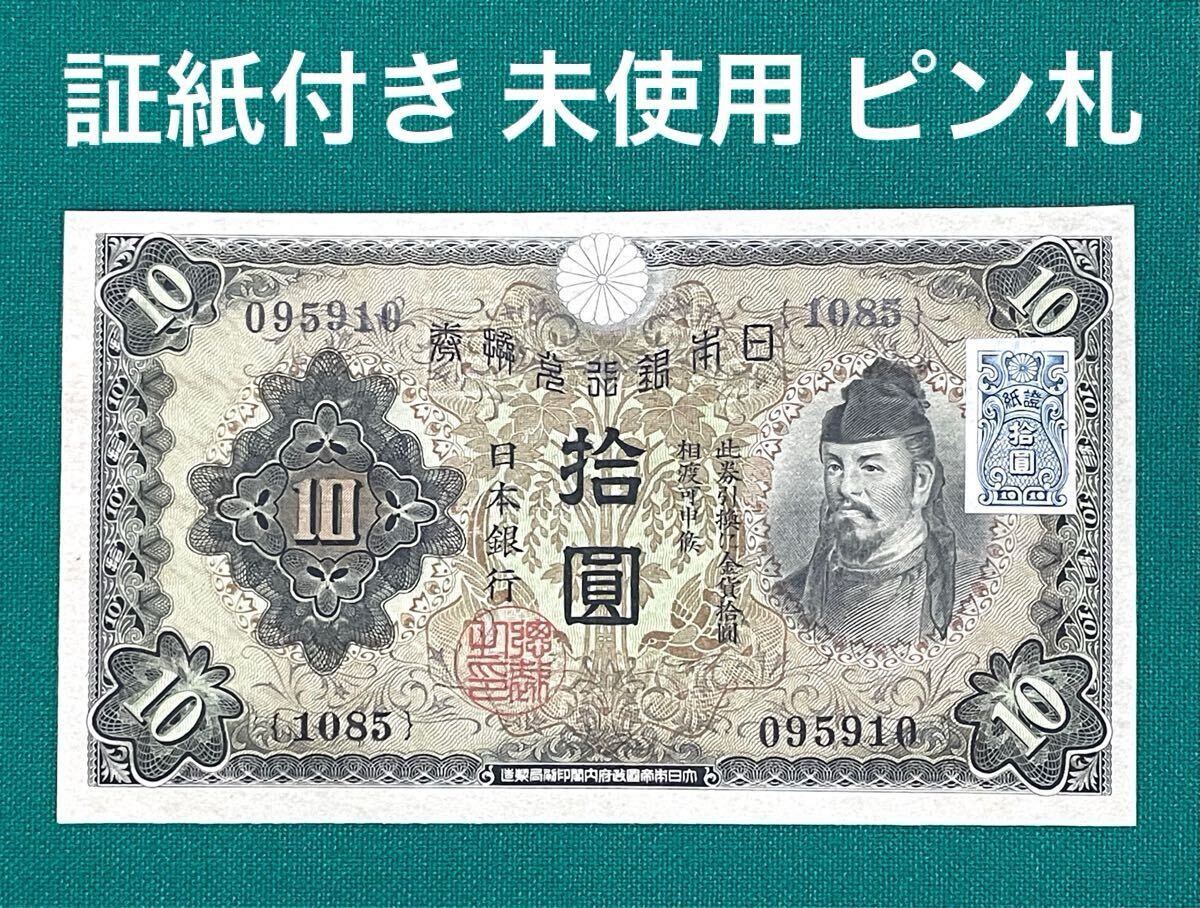 証紙付き 未使用 ピン札
10
10
095910
{1085}
券換兌行銀本日
紙證
拾
圓
10 10
此券引換に金貨拾圓
相渡可申候
拾圓
日本銀行
10
10
10
{1085}
095910
造製局刷印閣内府政國帝本日大